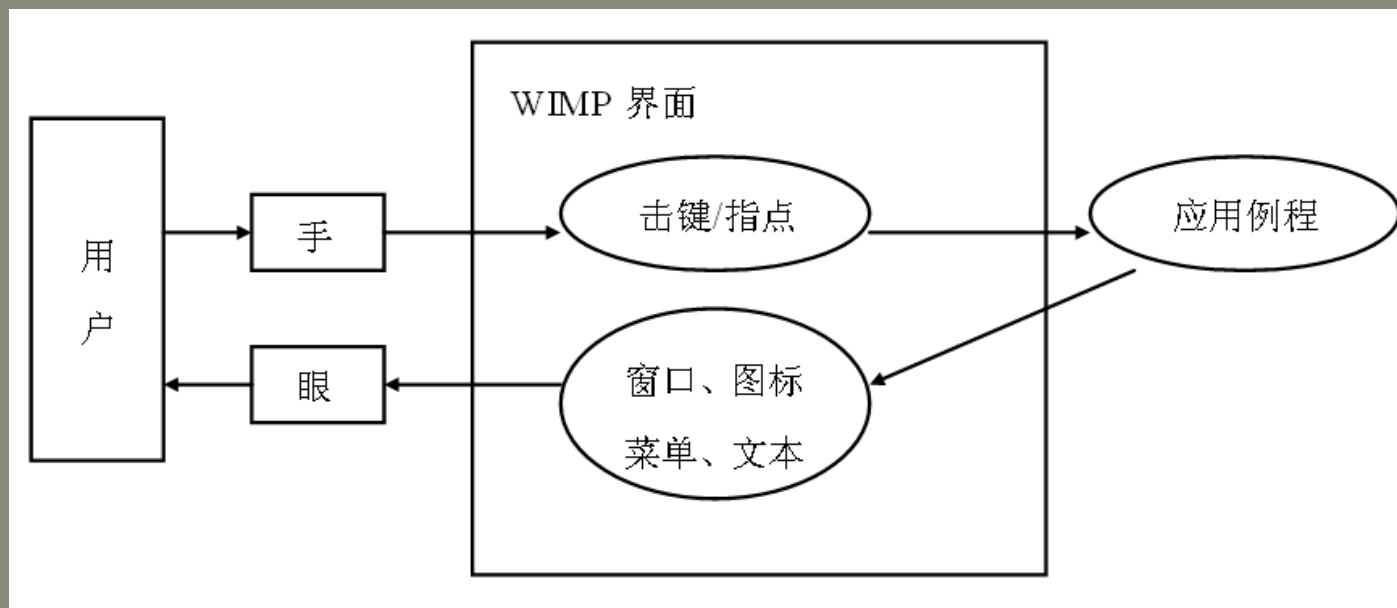 WIMP 界面
用
户
手
击键/指点
应用例程
眼
窗口、图标
菜单、文本